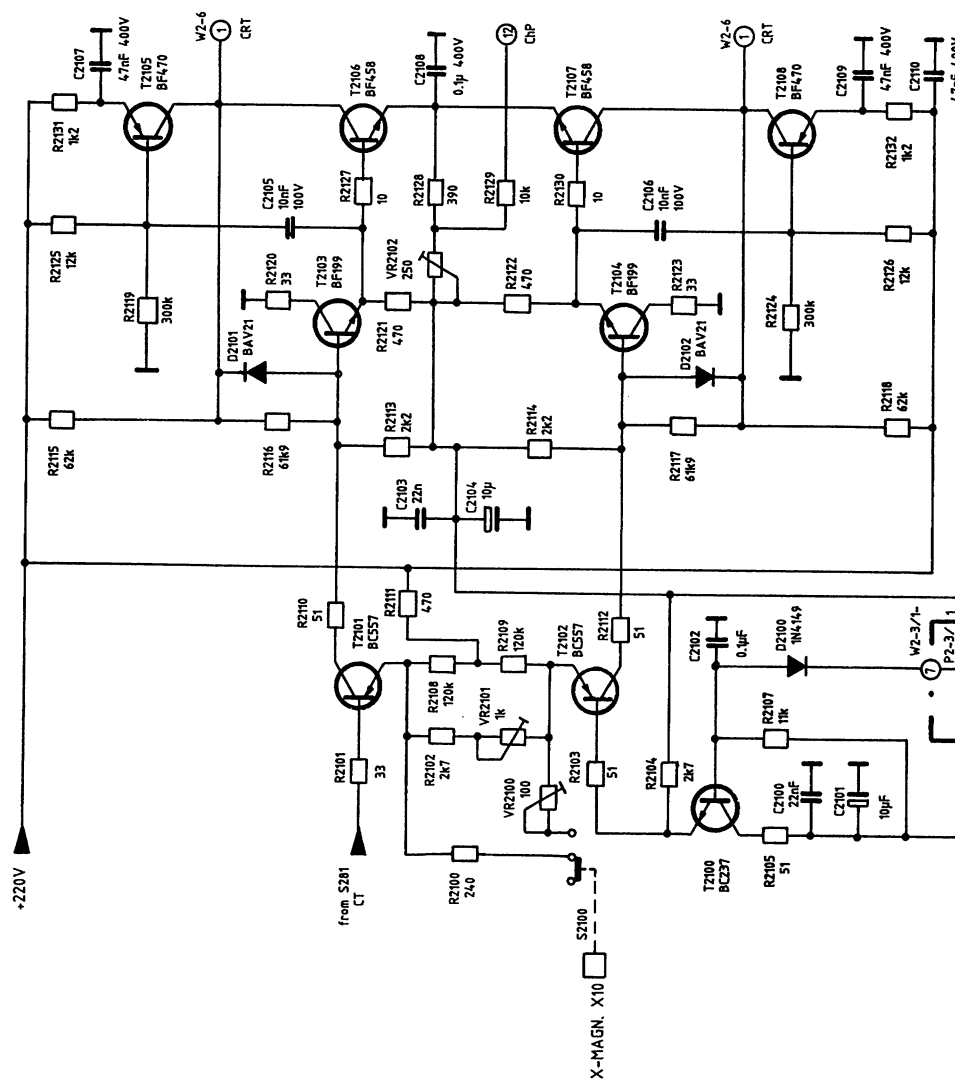 +220V
R2131
1k2
C2107
47nF 400V
T2105
BF470
W2-6
1
CRT
T2106
BF458
C2108
0.1µ 400V
12
ChP
T2107
BF458
W2-6
1
CRT
T2108
BF470
C2109
47nF 400V
C2110
R2132
1k2
R2125
12k
R2119
300k
C2105
10nF
100V
R2127
10
R2128
390
R2129
10k
R2130
10
C2106
10nF
100V
R2126
12k
R2120
33
T2103
BF199
VR2102
250
R2121
470
R2122
470
T2104
BF199
R2123
33
R2124
300k
D2101
BAV21
D2102
BAV21
R2115
62k
R2116
61k9
R2113
2k2
R2114
2k2
R2117
61k9
R2118
62k
C2103
22n
C2104
10µ
R2110
51
R2111
470
R2112
51
T2101
BC557
R2108
120k
R2109
120k
T2102
BC557
C2102
0.1µF
D2100
1N4149
W2-3/1-
7
P2-3/ 1
R2101
33
R2102
2k7
VR2101
1k
VR2100
100
R2103
51
R2104
2k7
R2107
11k
C2100
22nF
C2101
10µF
T2100
BC237
R2105
51
from S281
CT
R2100
240
S2100
X-MAGN. X10